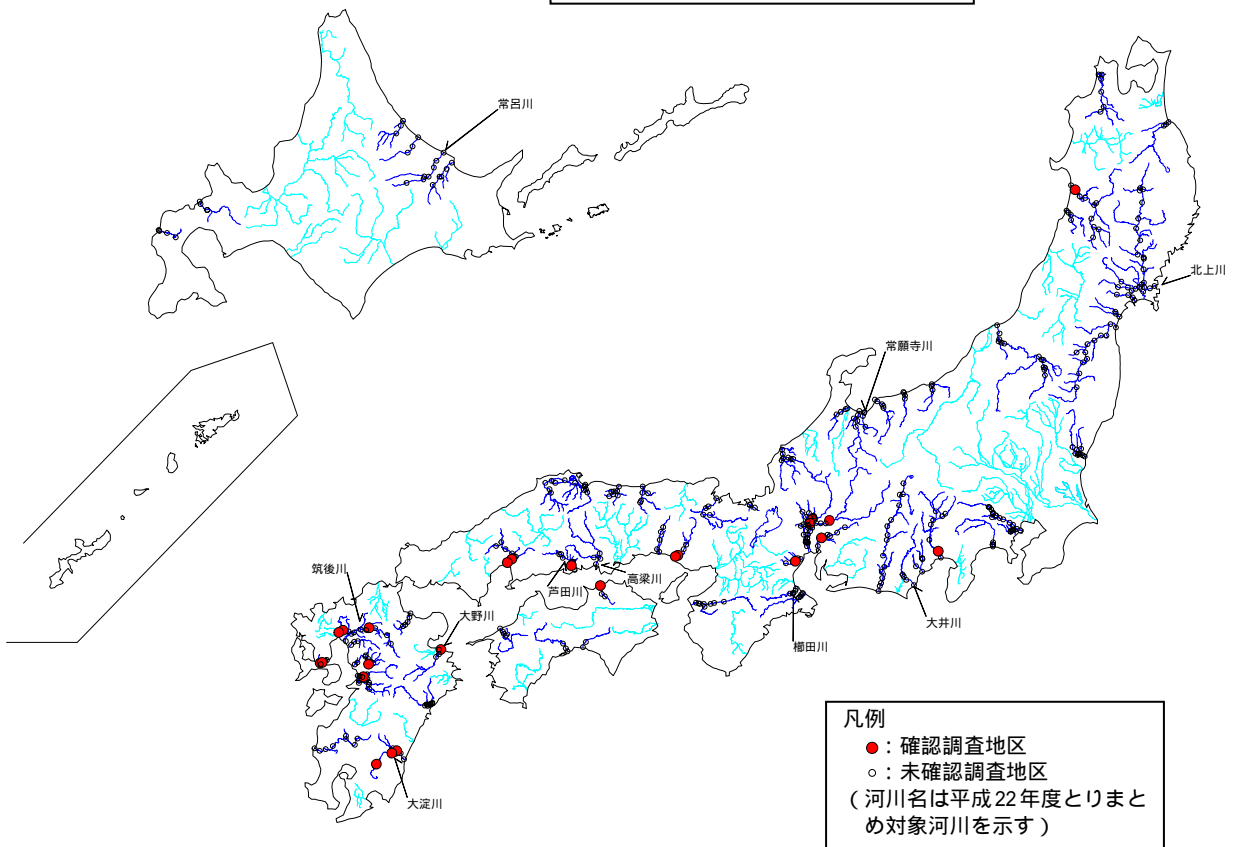 常呂川
北上川
常願寺川
筑後川
芦田川
高梁川
大野川
大井川
櫛田川
大淀川
凡例
●：確認調査地区
○：未確認調査地区
（河川名は平成22年度とりまと
め対象河川を示す）